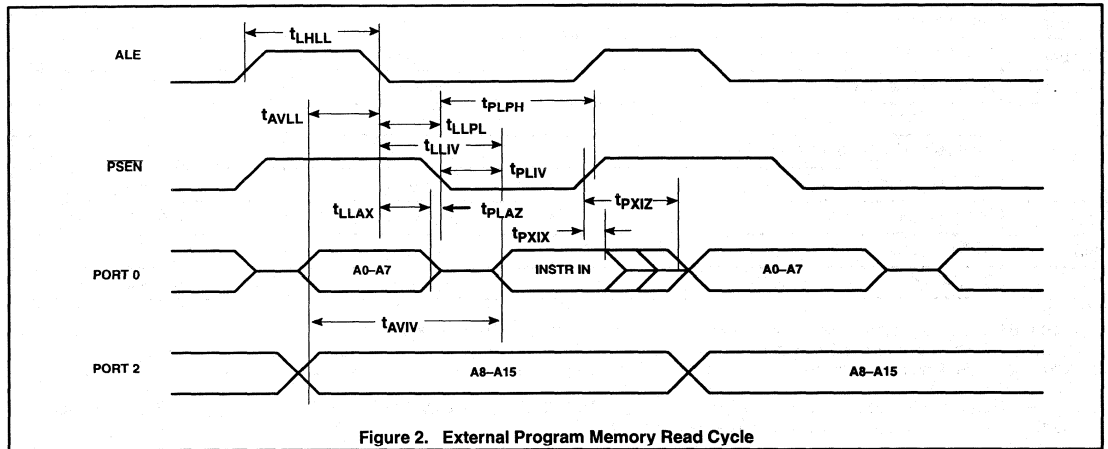 ALE
tLHLL
tPLPH
tAVLL
tLLPL
tLLIV
PSEN
tPLIV
tPXIZ
tLLAX
tPLAZ
tPXIX
PORT 0
A0–A7
INSTR IN
A0–A7
tAVIV
PORT 2
A8–A15
A8–A15
Figure 2. External Program Memory Read Cycle